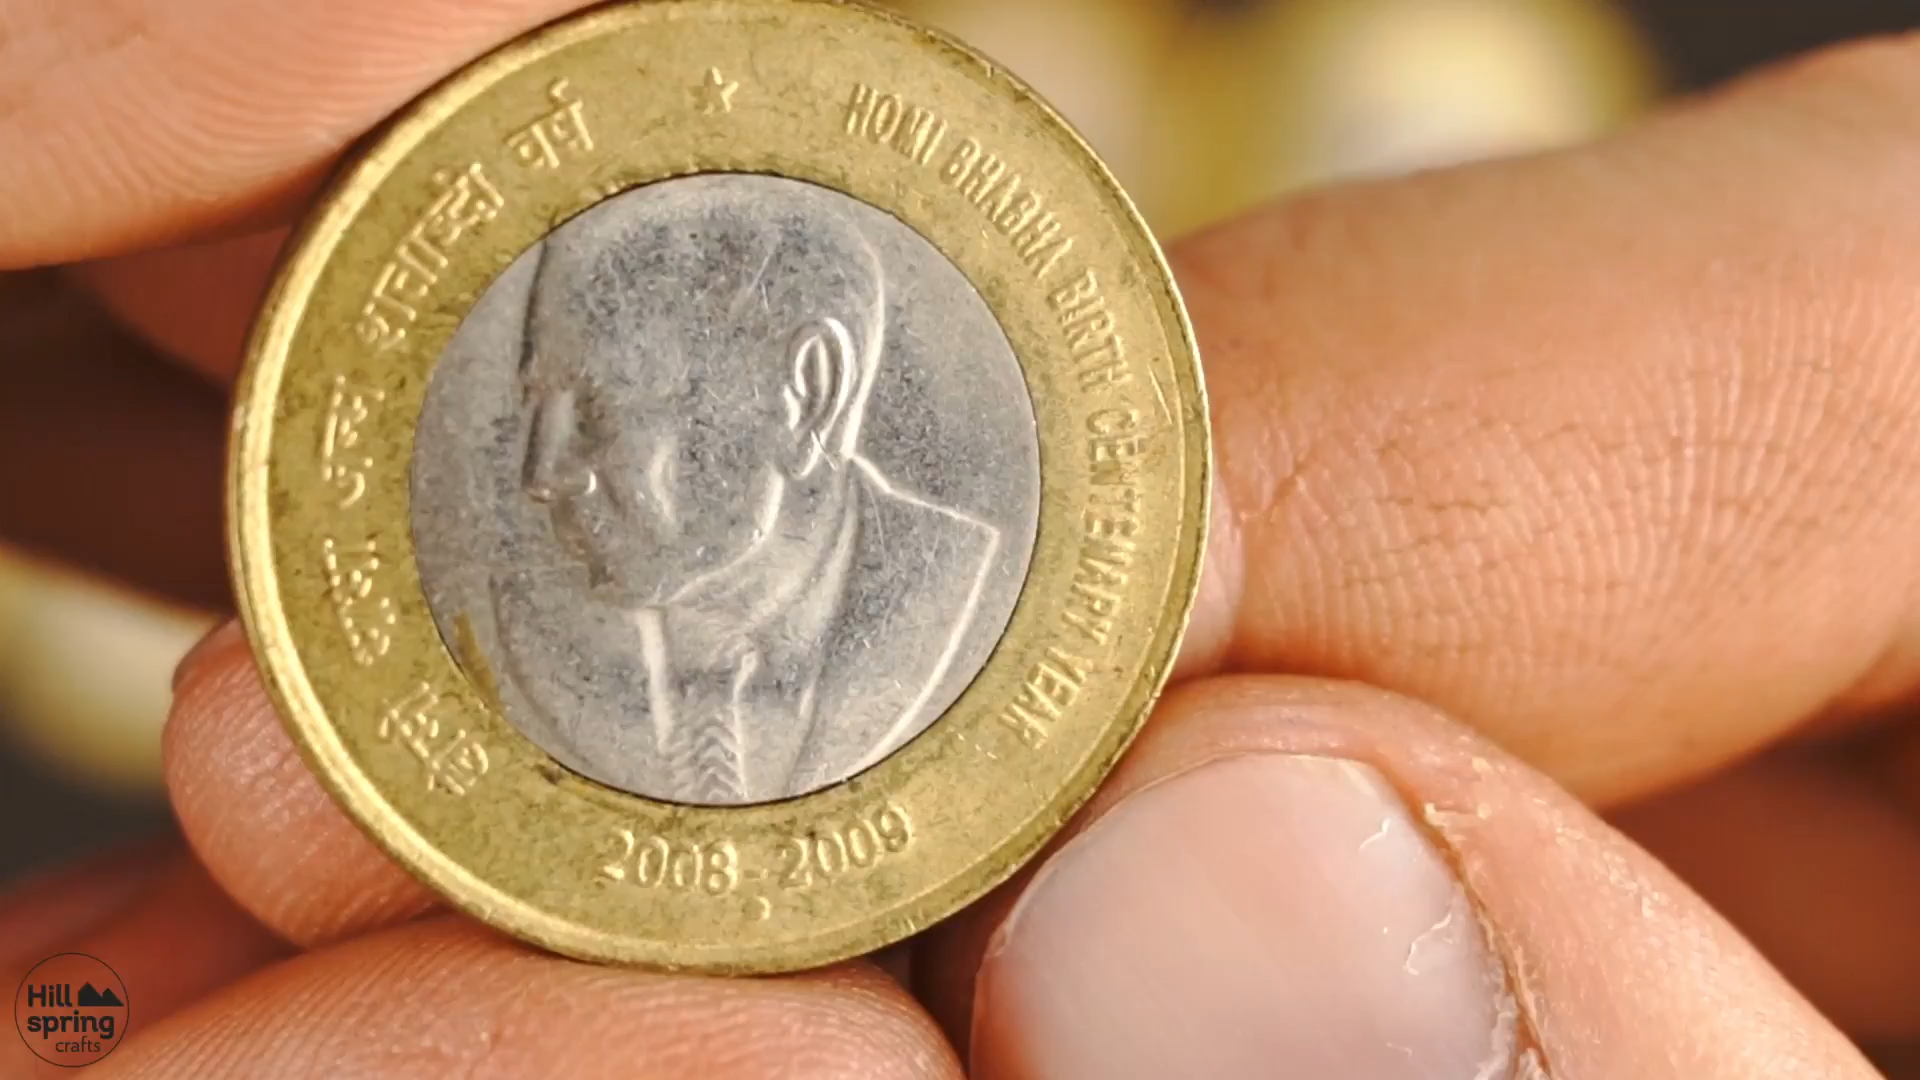 होमी भाभा जन्म शताब्दी वर्ष
HOMI BHABHA BIRTH CENTENARY YEAR
2008-2009
Hill
spring
crafts